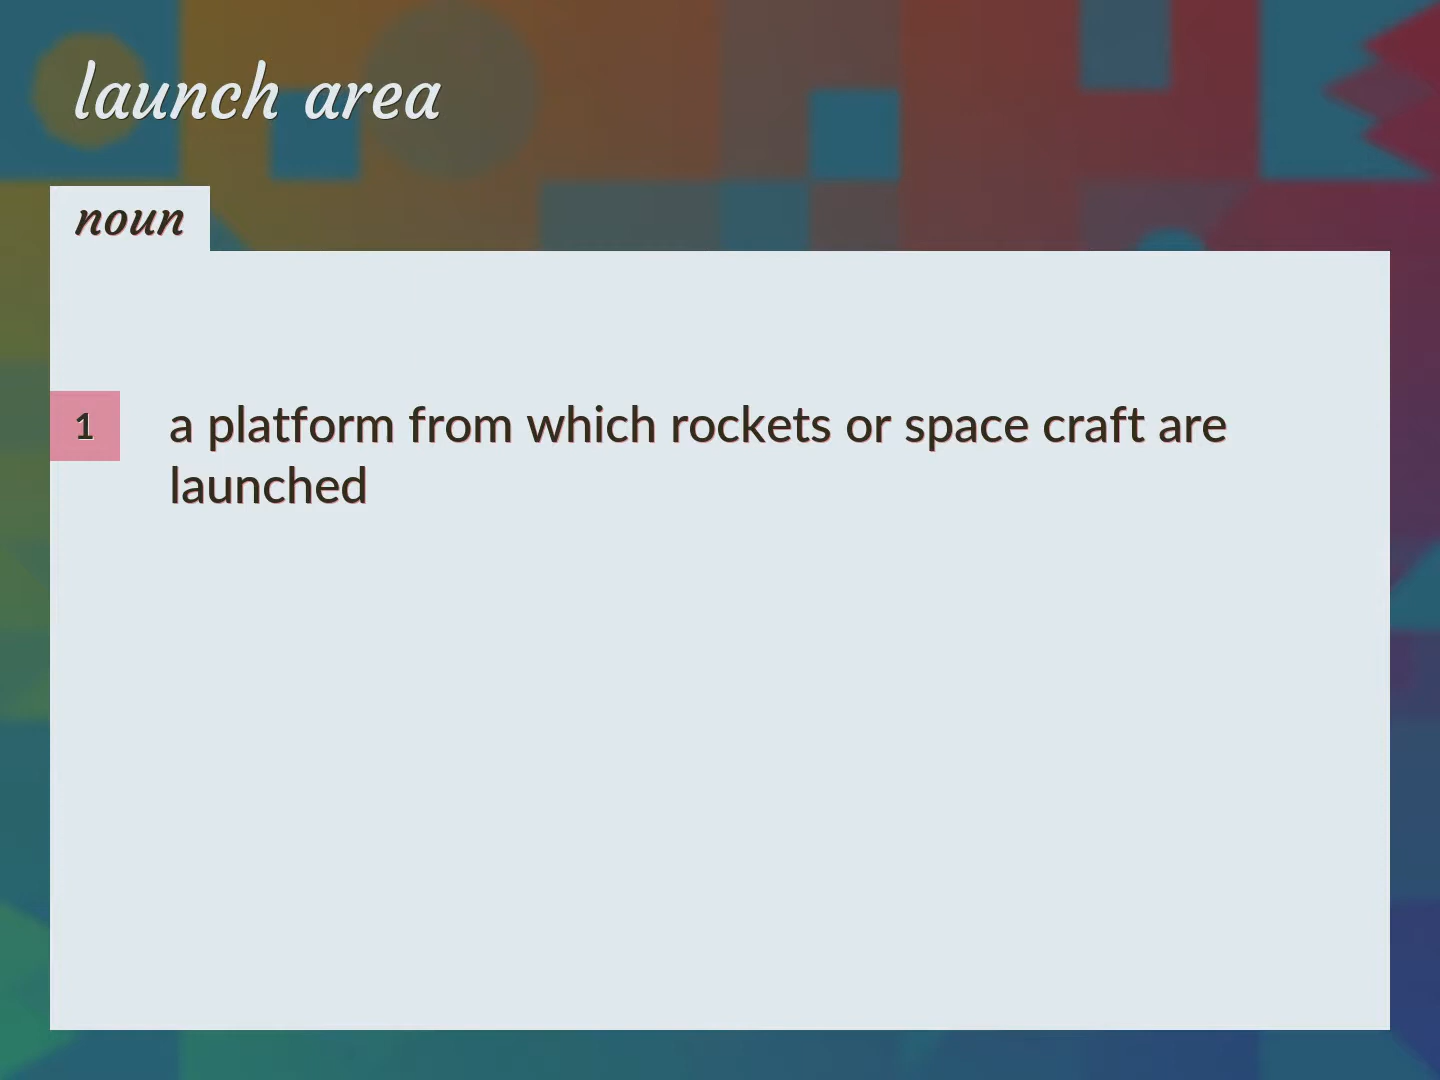 launch area
noun
1 a platform from which rockets or space craft are
launched